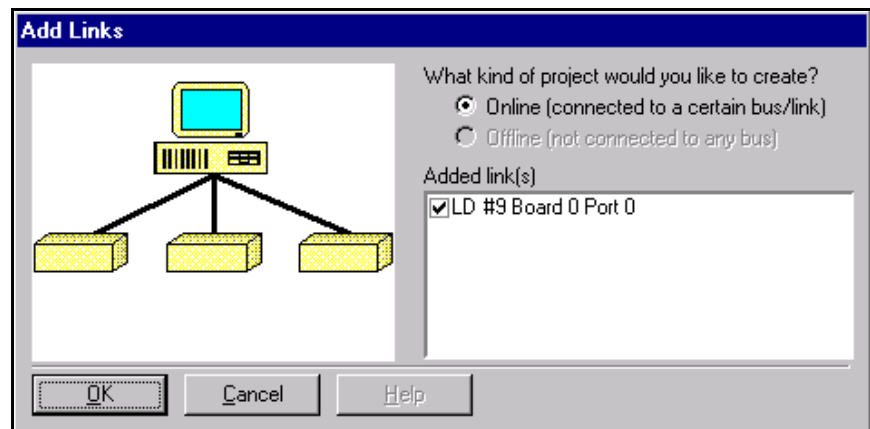 Add Links
What kind of project would you like to create?
Online (connected to a certain bus/link)
Offline (not connected to any bus)
Added link(s)
LD #9 Board 0 Port 0
OK Cancel Help